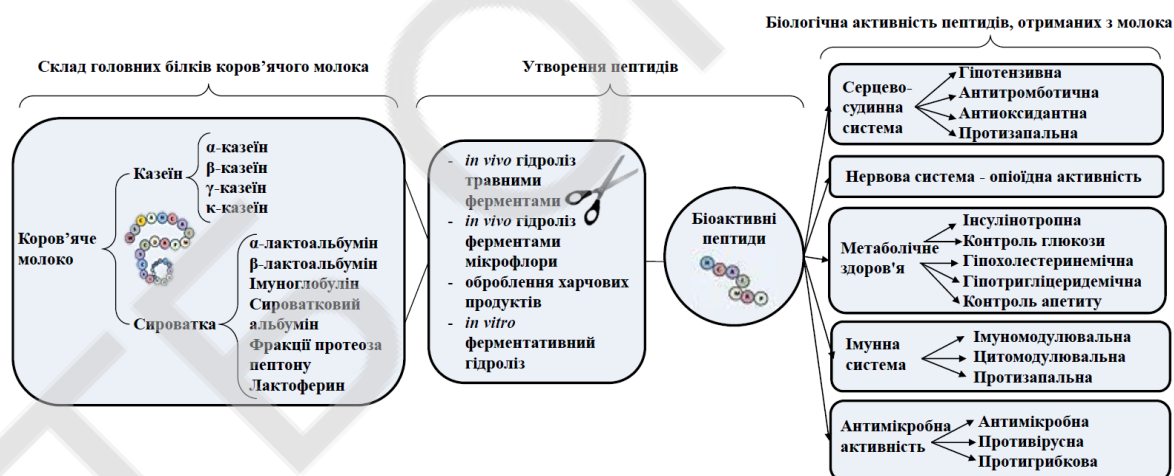 Біологічна активність пептидів, отриманих з молока
Склад головних білків коров’ячого молока
Утворення пептидів
Коров’яче
молоко
Казеїн
α-казеїн
β-казеїн
γ-казеїн
κ-казеїн
Сироватка
α-лактоальбумін
β-лактоальбумін
Імуноглобулін
Сироватковий
альбумін
Фракції протеоза
пептону
Лактоферин
- in vivo гідроліз
травними
ферментами
- in vivo гідроліз
ферментами
мікрофлори
- оброблення харчових
продуктів
- in vitro
ферментативний
гідроліз
Біоактивні
пептиди
Серцево-
судинна
система
Гіпотензивна
Антитромботична
Антиоксидантна
Протизапальна
Нервова система - опіоїдна активність
Метаболічне
здоров'я
Інсулінотропна
Контроль глюкози
Гіпохолестеринемічна
Гіпотригліцеридемічна
Контроль апетиту
Імунна
система
Імуномодулювальна
Цитомодулювальна
Протизапальна
Антимікробна
активність
Антимікробна
Противірусна
Протигрибкова